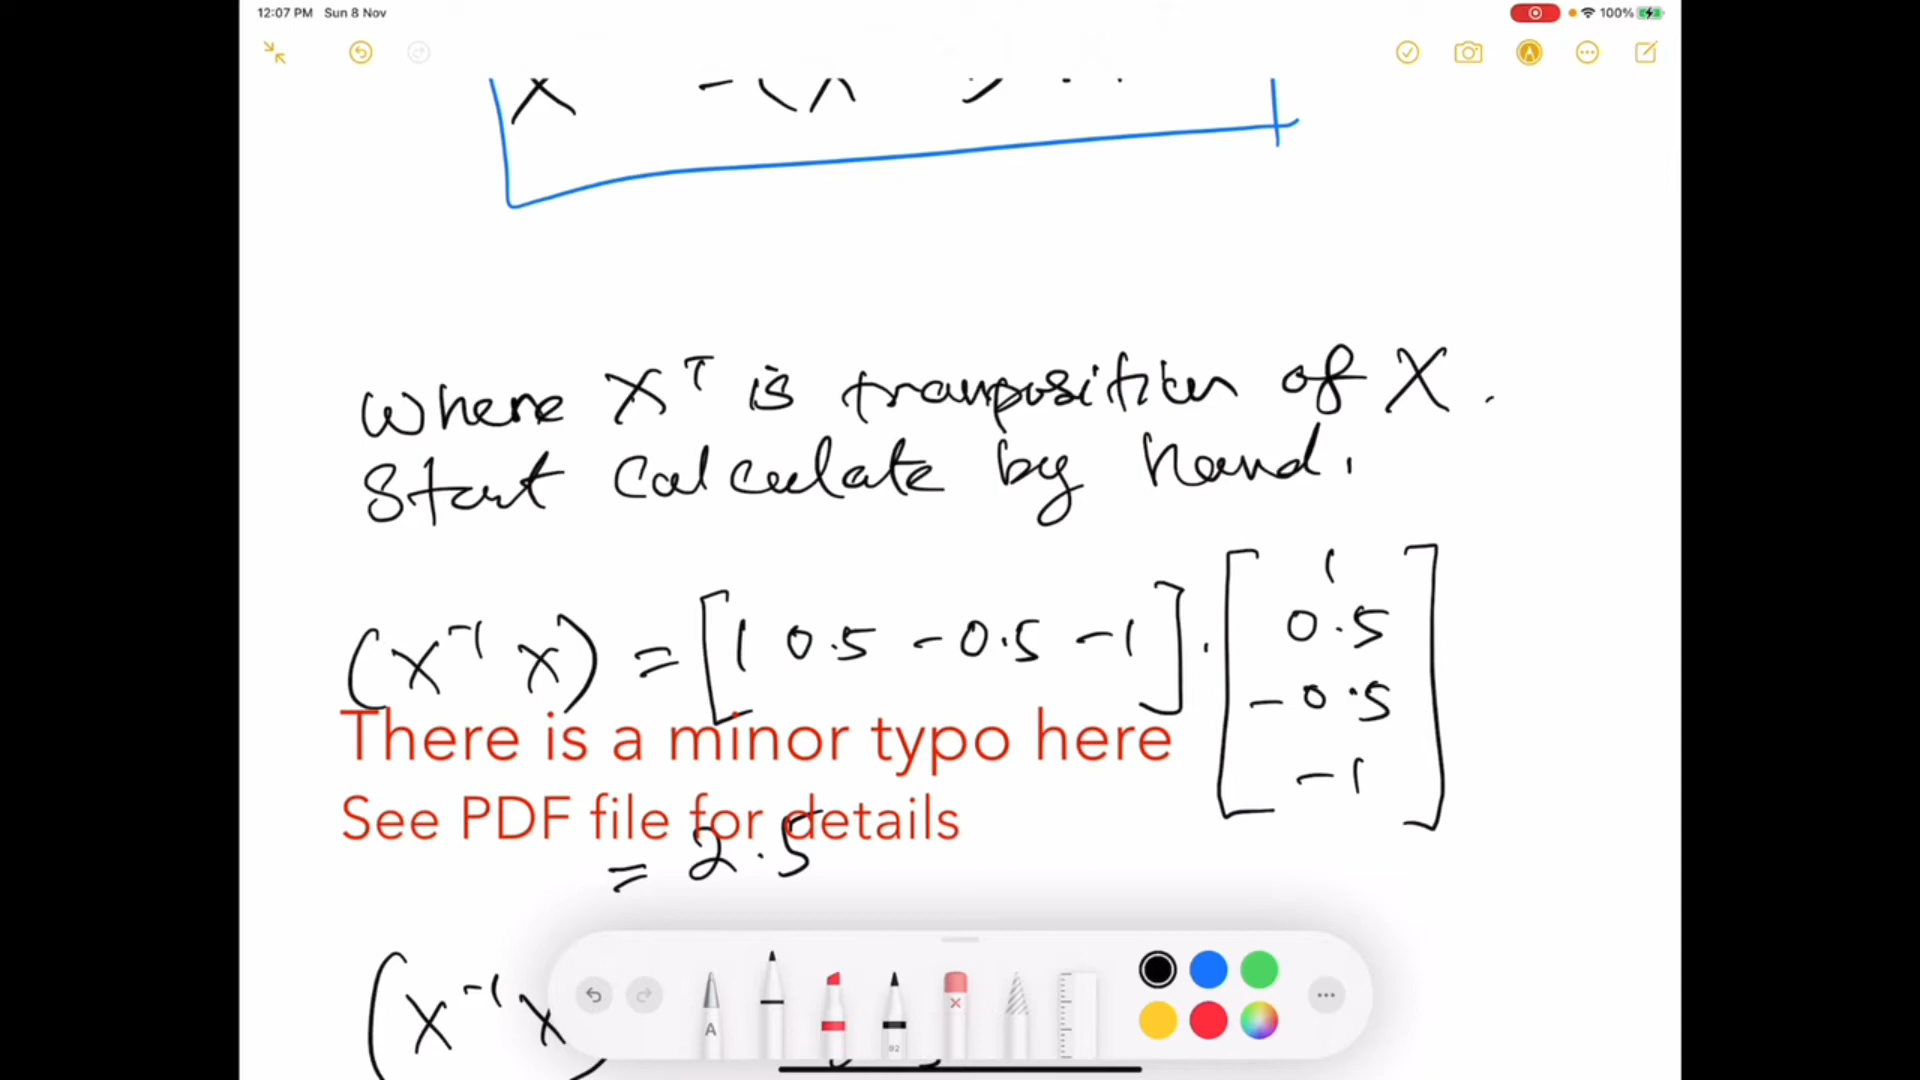 12:07 PM Sun 8 Nov
100%
Where X^T is transposition of X.
Start Calculate by hand.
(X^-1 X) = [1 0.5 -0.5 -1] . [1
0.5
-0.5
-1]
There is a minor typo here
See PDF file for details
= 2.5
(X^-1 X
A
82